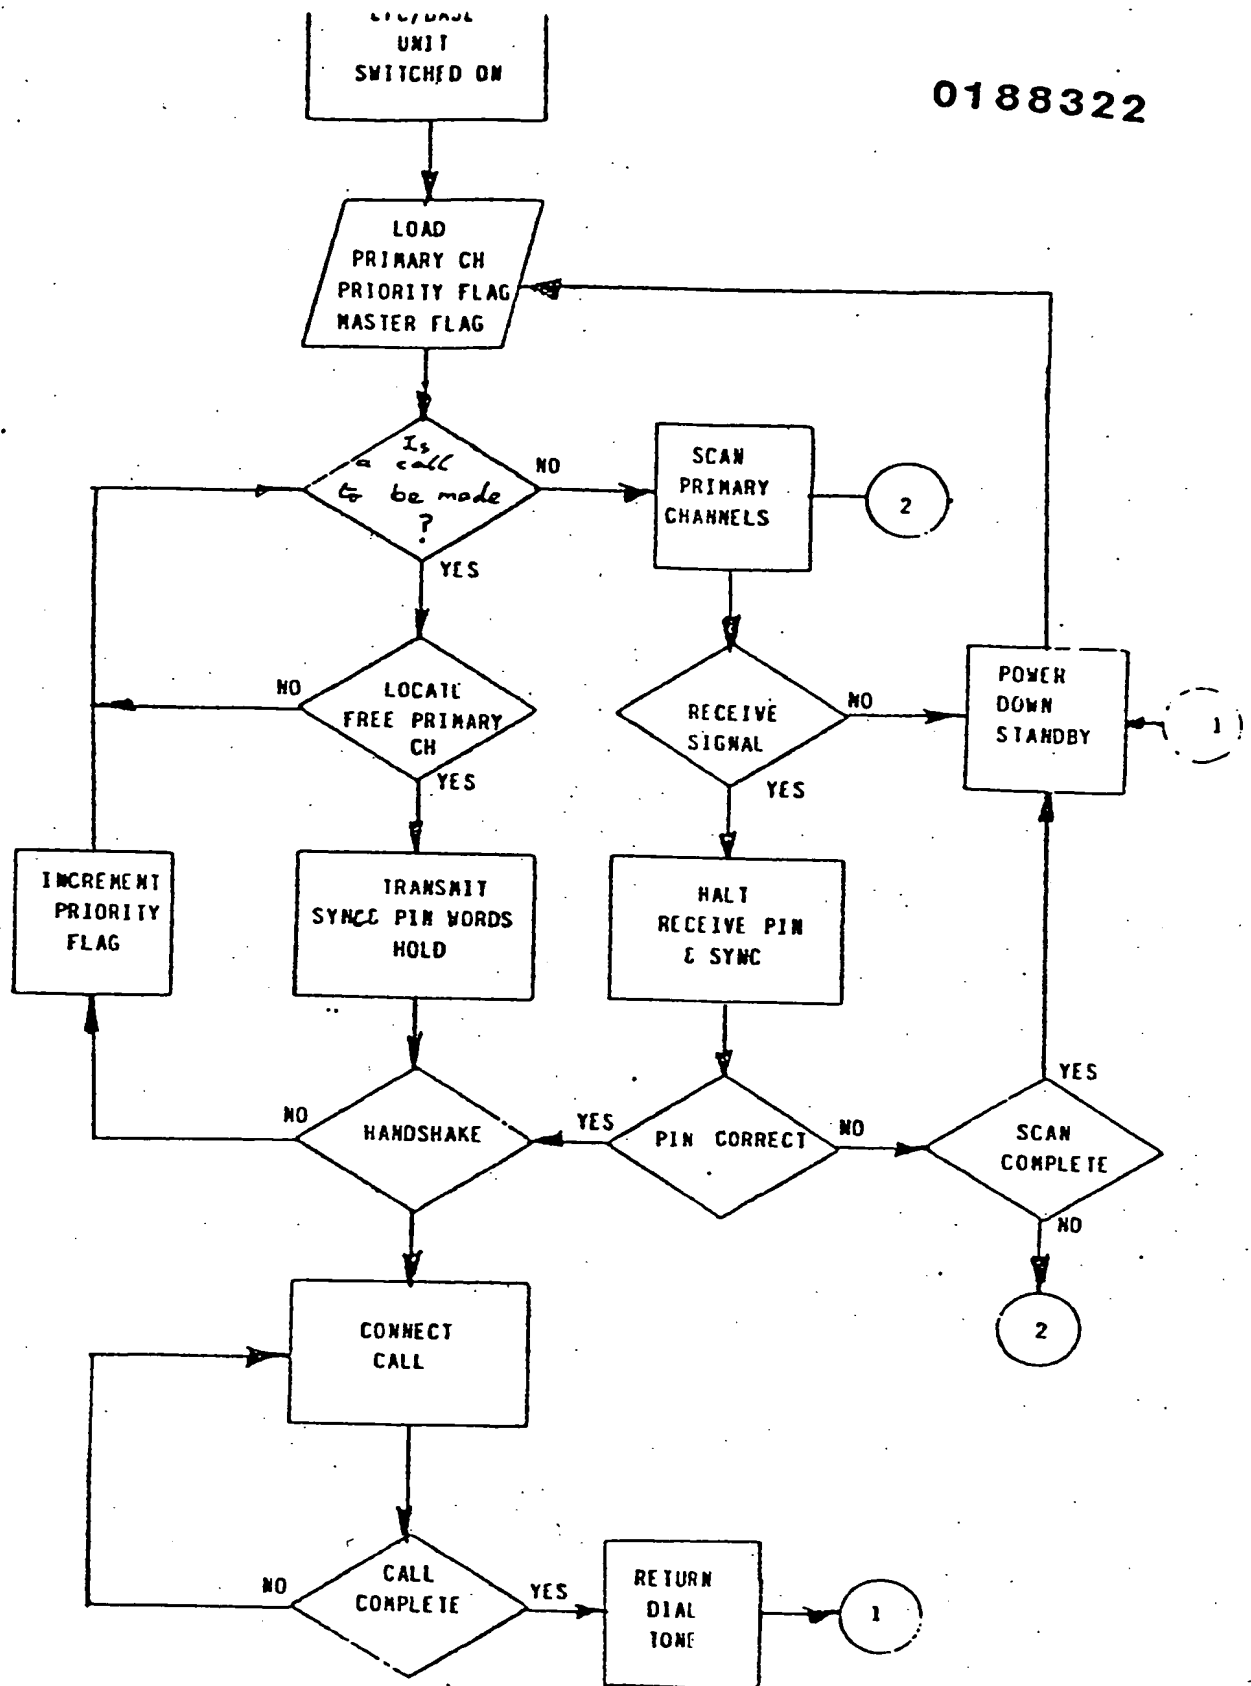 UNIT
SWITCHED ON
0188322
LOAD
PRIMARY CH
PRIORITY FLAG
MASTER FLAG
Is
a call
to be made
?
NO
YES
SCAN
PRIMARY
CHANNELS
2
LOCATE
FREE PRIMARY
CH
NO
YES
RECEIVE
SIGNAL
NO
YES
POWER
DOWN
STANDBY
1
INCREMENT
PRIORITY
FLAG
TRANSMIT
SYNC& PIN WORDS
HOLD
HALT
RECEIVE PIN
& SYNC
NO
HANDSHAKE
YES
PIN CORRECT
NO
YES
SCAN
COMPLETE
NO
2
CONNECT
CALL
NO
CALL
COMPLETE
YES
RETURN
DIAL
TONE
1